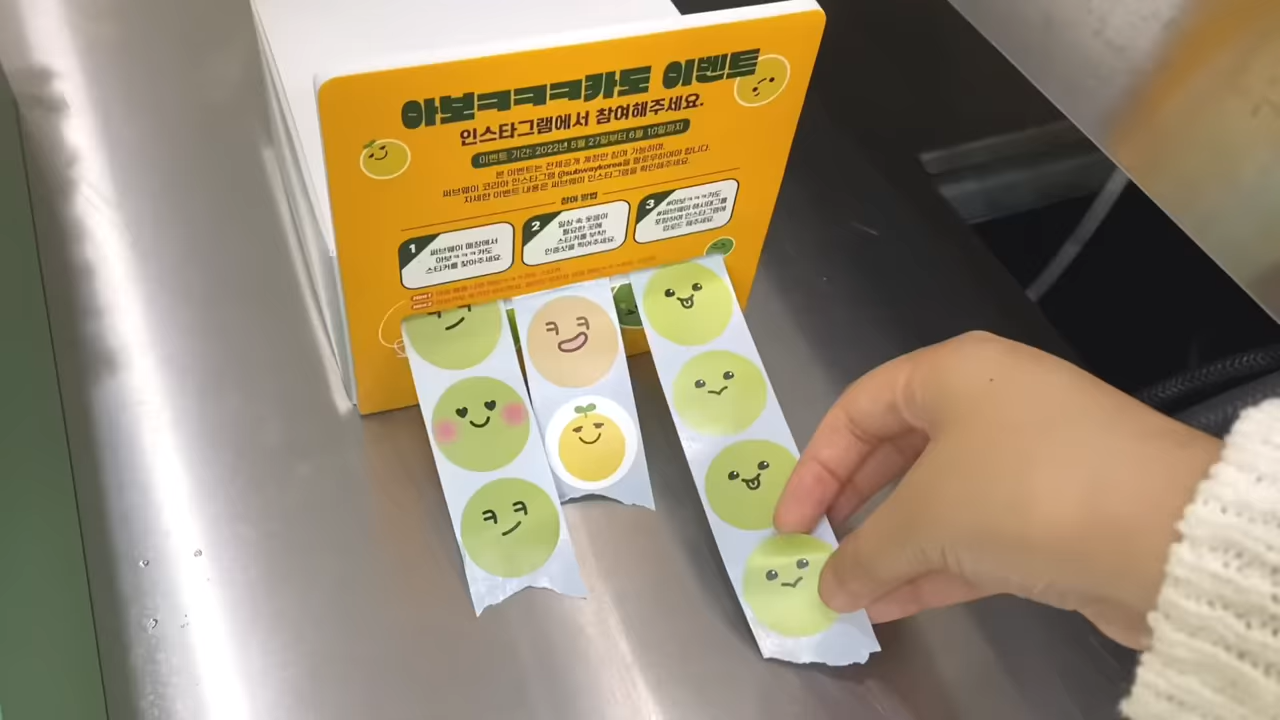 아보ㅋㅋㅋ카도 이벤트
인스타그램에서 참여해주세요.
이벤트 기간: 2022년 5월 27일부터 6월 10일까지
본 이벤트는 전체공개 계정만 참여 가능하며,
써브웨이 코리아 인스타그램 @subwaykorea를 팔로우하여야 합니다.
자세한 이벤트 내용은 써브웨이 인스타그램을 확인해주세요.
참여 방법
1
써브웨이 매장에서
아보ㅋㅋㅋ카도
스티커를 찾아주세요.
2
일상 속 웃음이
필요한 곳에
스티커를 부착!
인증샷을 찍어주세요.
3
#아보ㅋㅋㅋ카도
#써브웨이 해시태그를
포함하여 인스타그램에
업로드 해주세요.